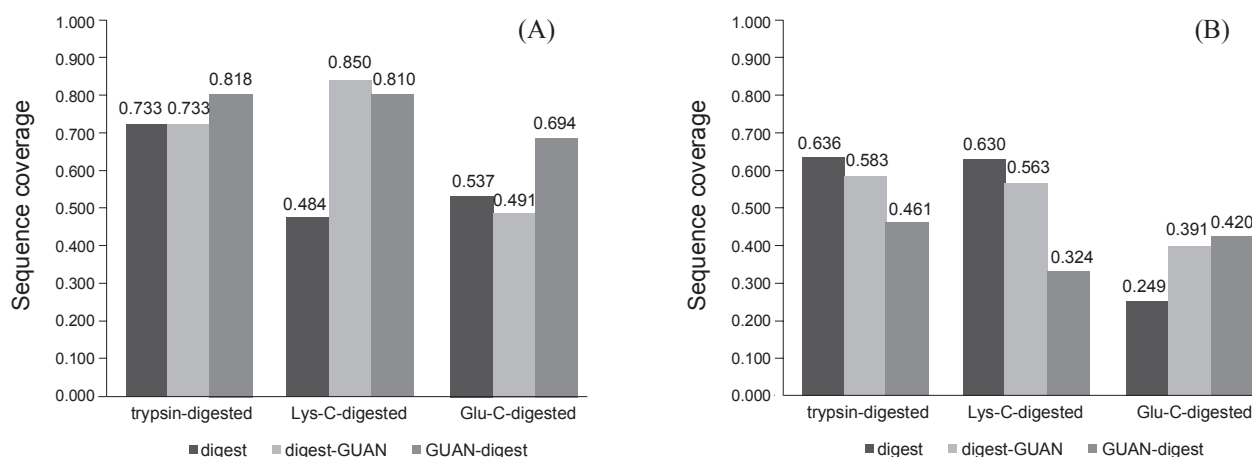 (A)
Sequence coverage
1.000
0.900
0.800
0.700
0.600
0.500
0.400
0.300
0.200
0.100
0.000
0.733 0.733 0.818
0.484 0.850 0.810
0.537 0.491 0.694
trypsin-digested Lys-C-digested Glu-C-digested
digest digest-GUAN GUAN-digest
(B)
Sequence coverage
1.000
0.900
0.800
0.700
0.600
0.500
0.400
0.300
0.200
0.100
0.000
0.636 0.583 0.461
0.630 0.563 0.324
0.249 0.391 0.420
trypsin-digested Lys-C-digested Glu-C-digested
digest digest-GUAN GUAN-digest